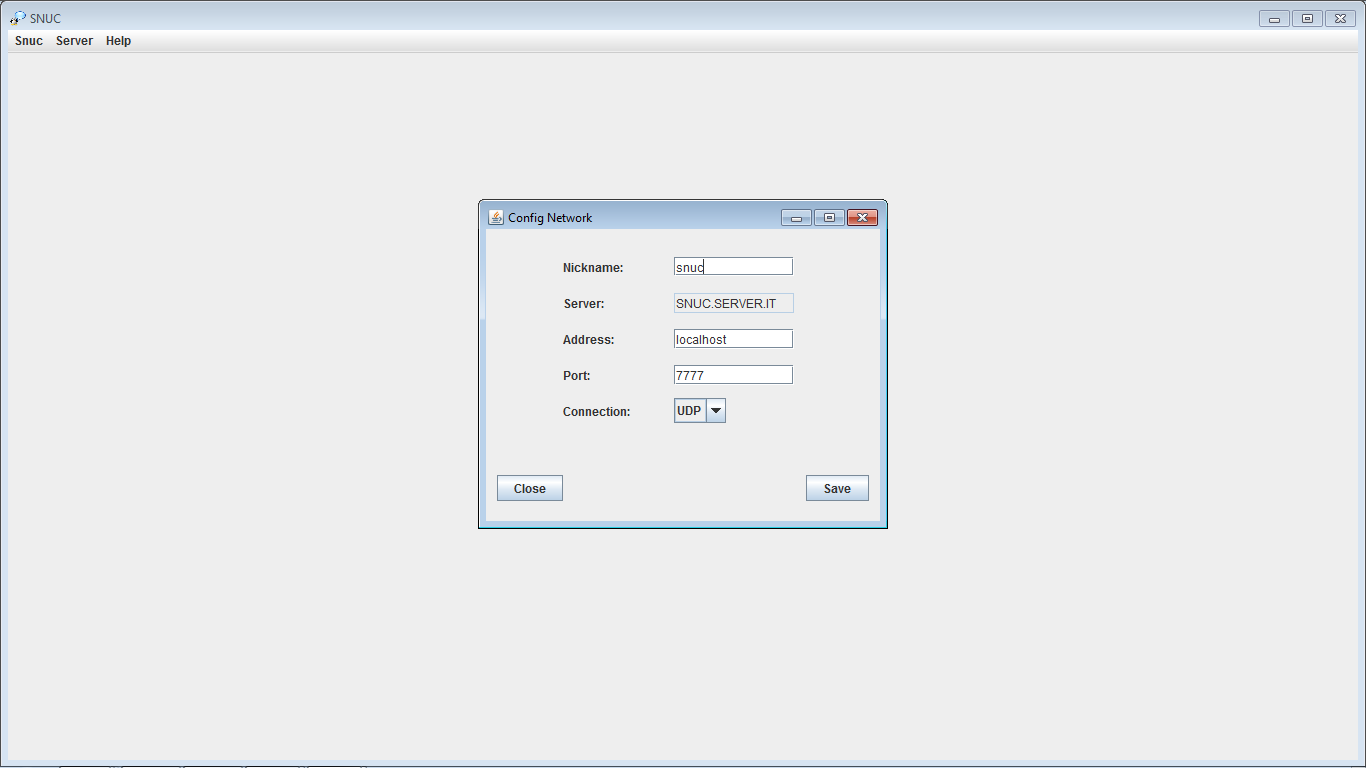 SNUC
Snuc Server Help
Config Network
Nickname: snuc
Server: SNUC.SERVER.IT
Address: localhost
Port: 7777
Connection: UDP
Close Save